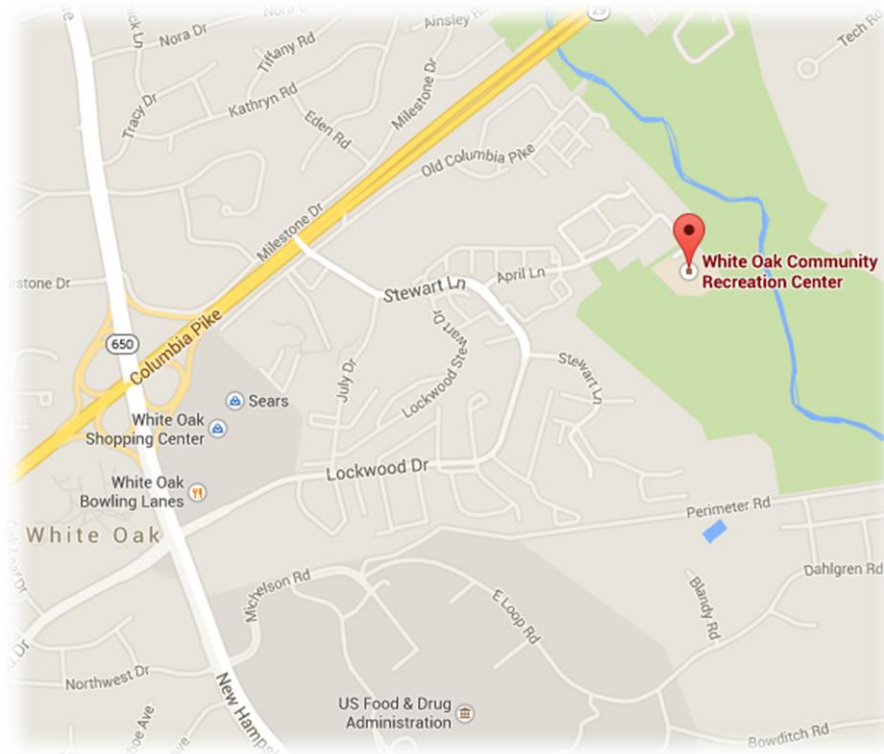 29
Ainsley Rd
Nora Dr
Tiffany Rd
Tech Rd
Kathryn Rd
Tracy Dr
Eden Rd
Milestone Dr
Old Columbia Pike
Milestone Dr
White Oak Community
Recreation Center
April Ln
Stewart Ln
650
Columbia Pike
July Dr
Stewart Dr
Lockwood
Stewart Ln
Sears
White Oak
Shopping Center
Lockwood Dr
White Oak
Bowling Lanes
Perimeter Rd
White Oak
Oak Leaf Dr
Michelson Rd
Dahlgren Rd
Blandy Rd
E Loop Rd
Northwest Dr
New Hamps
US Food & Drug
Administration
Bowditch Rd